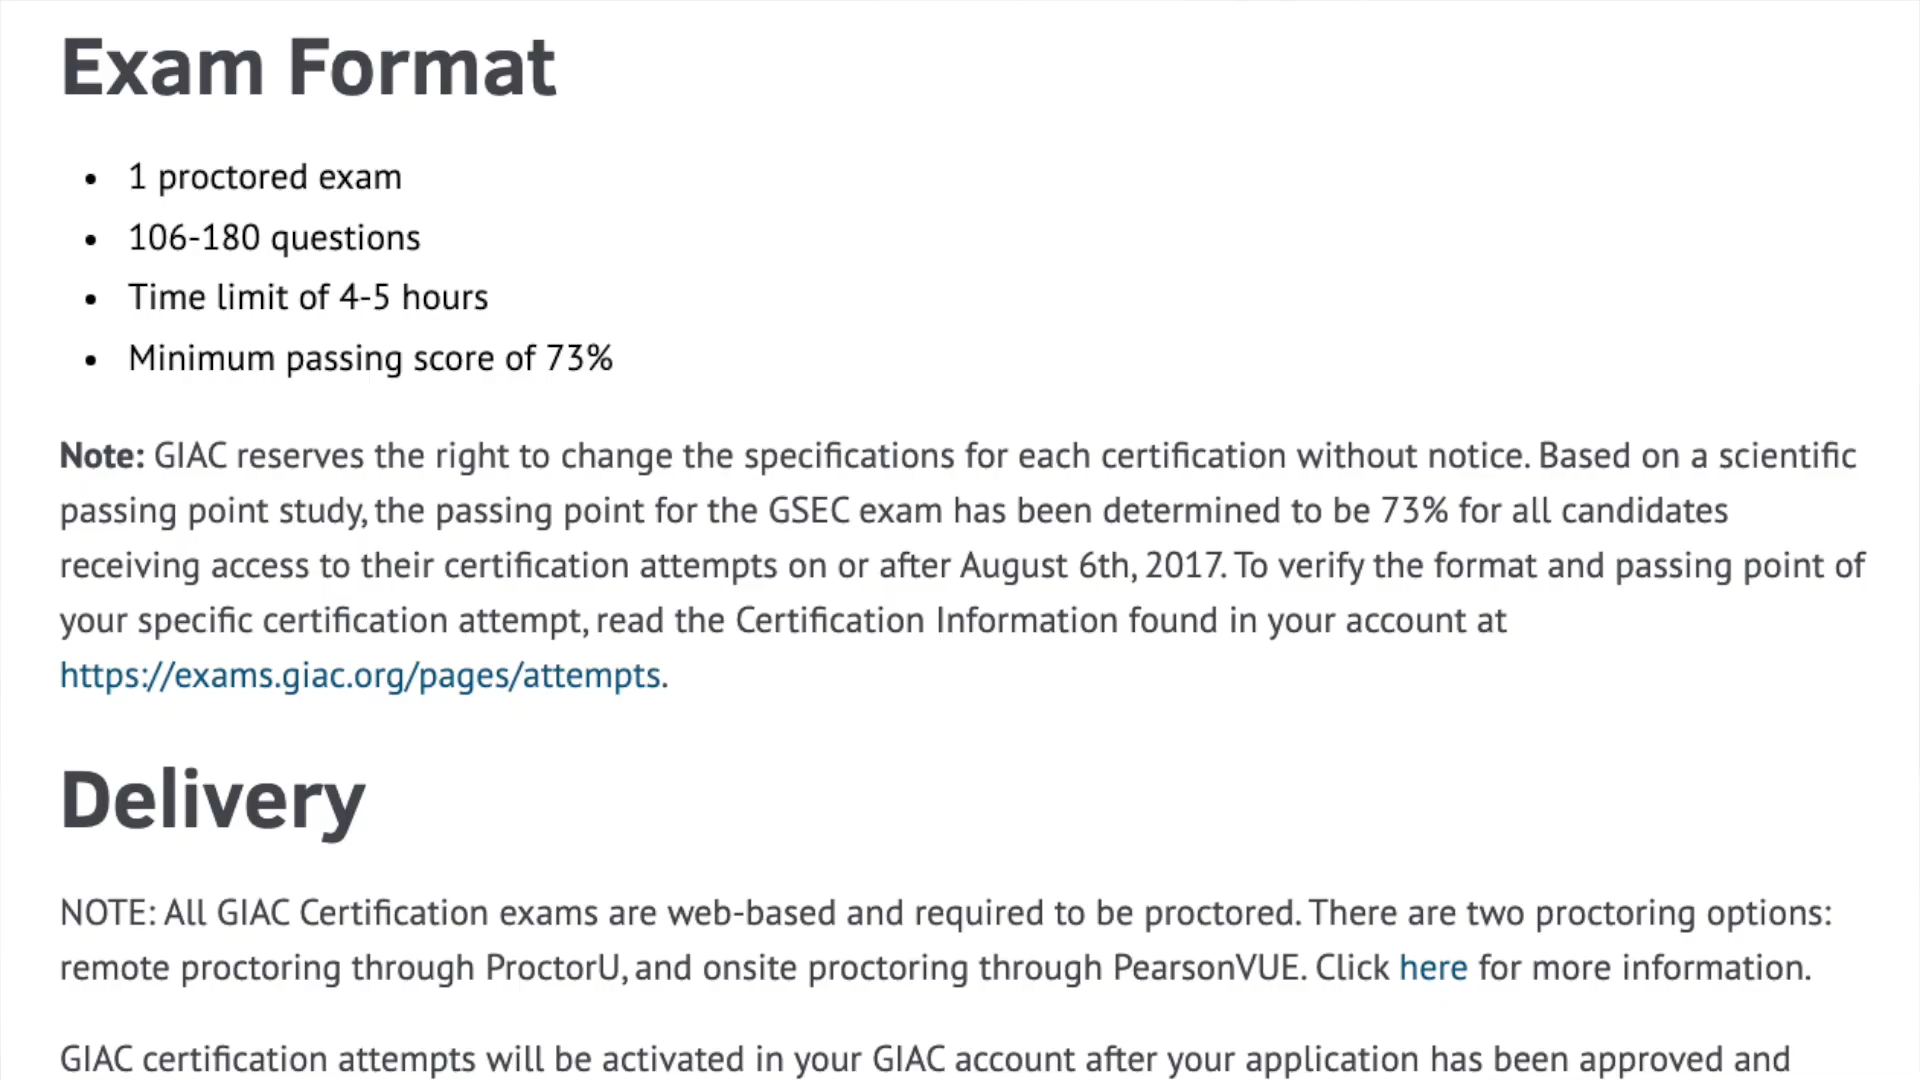 Exam Format
• 1 proctored exam
• 106-180 questions
• Time limit of 4-5 hours
• Minimum passing score of 73%
Note: GIAC reserves the right to change the specifications for each certification without notice. Based on a scientific
passing point study, the passing point for the GSEC exam has been determined to be 73% for all candidates
receiving access to their certification attempts on or after August 6th, 2017. To verify the format and passing point of
your specific certification attempt, read the Certification Information found in your account at
https://exams.giac.org/pages/attempts.
Delivery
NOTE: All GIAC Certification exams are web-based and required to be proctored. There are two proctoring options:
remote proctoring through ProctorU, and onsite proctoring through PearsonVUE. Click here for more information.
GIAC certification attempts will be activated in your GIAC account after your application has been approved and